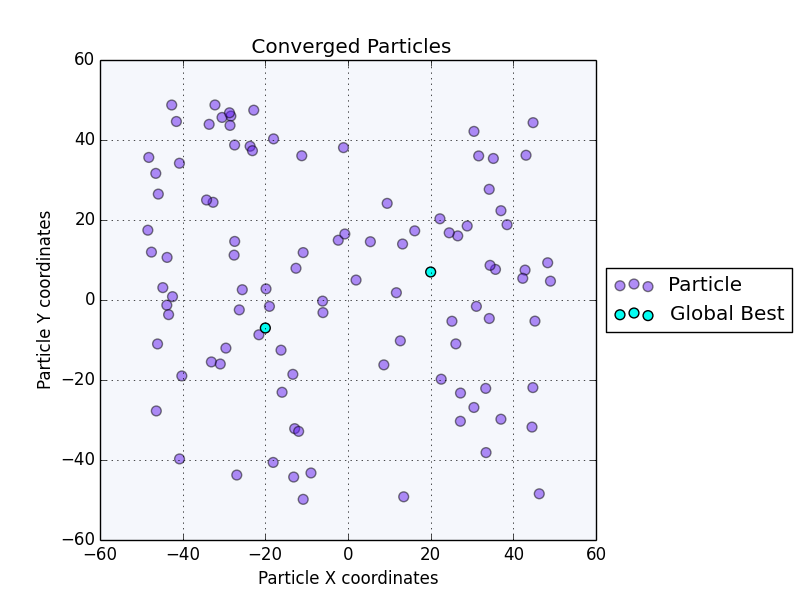 Converged Particles
60
40
20
0
−20
−40
−60
−60 −40 −20 0 20 40 60
Particle Y coordinates
Particle X coordinates
Particle
Global Best